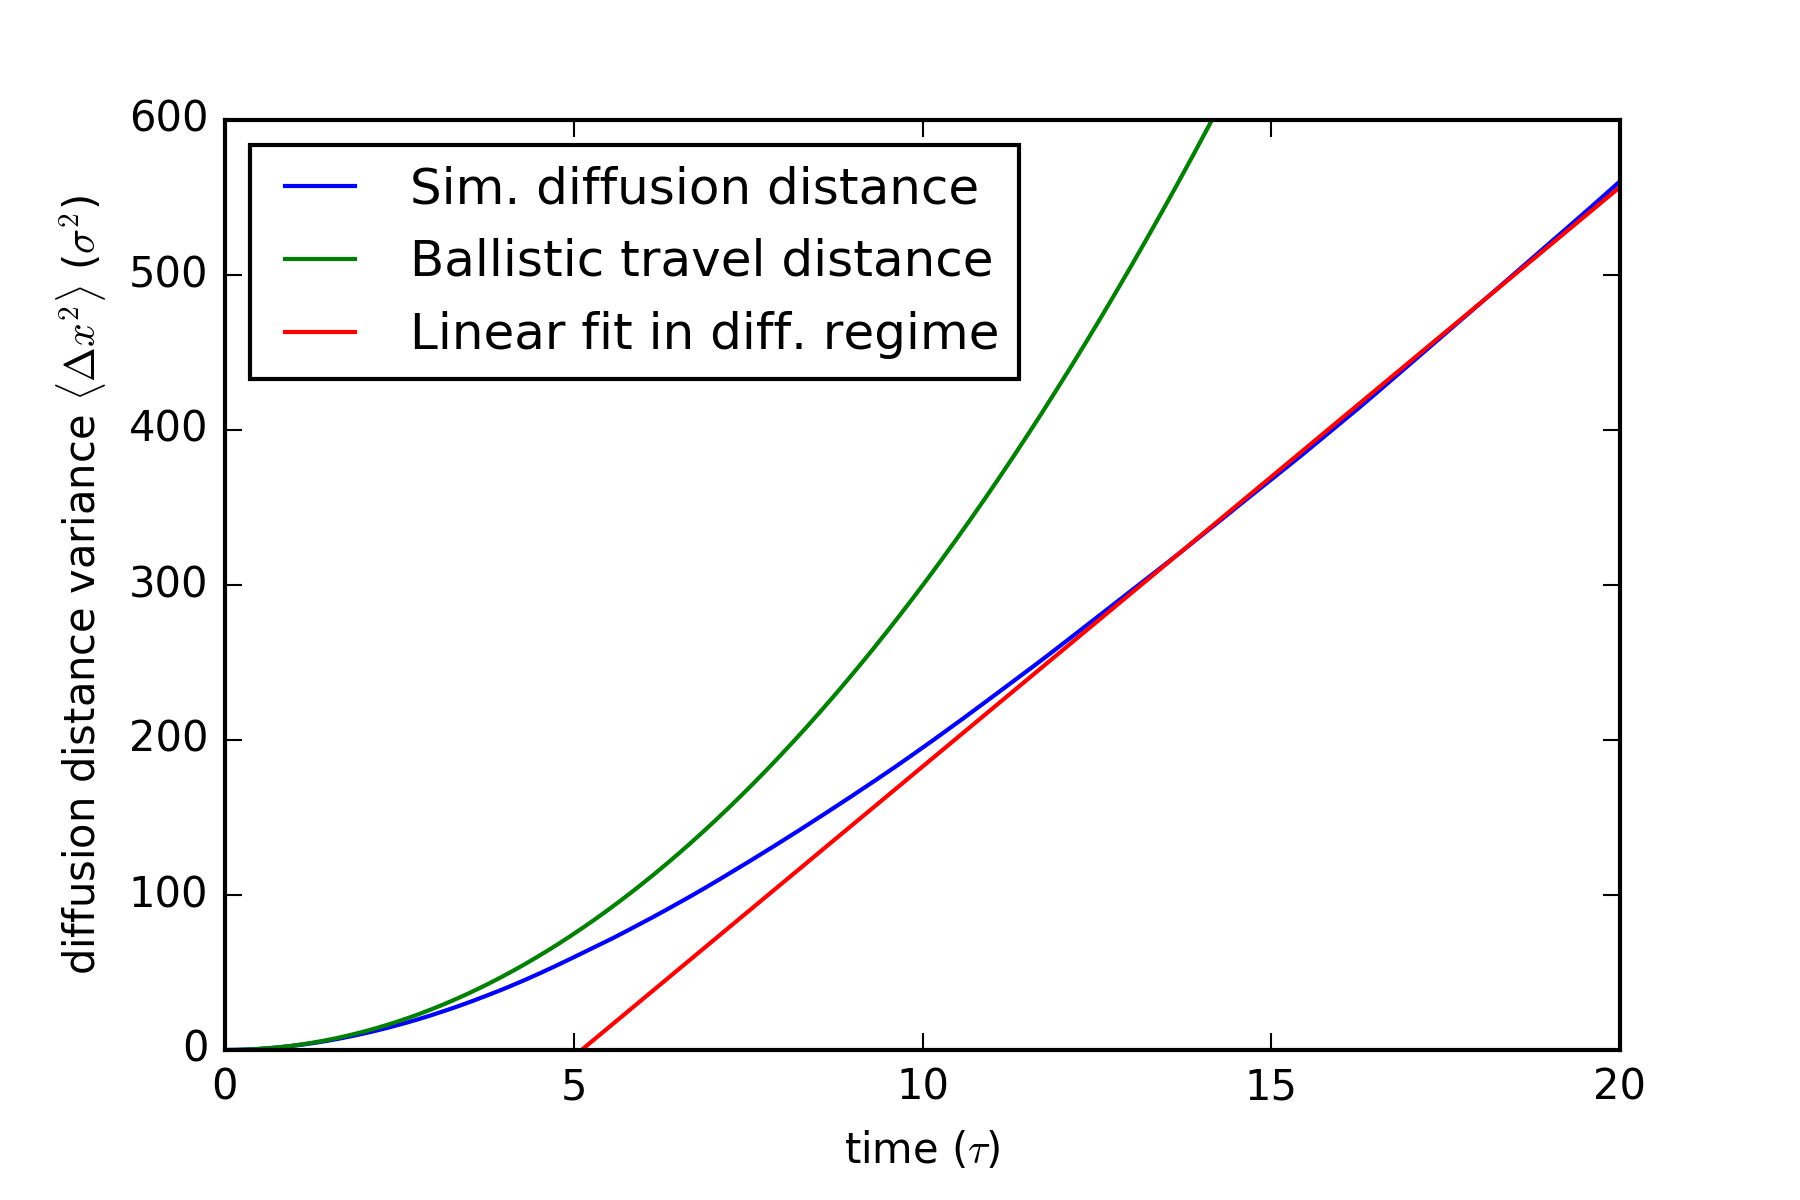 600
500
400
300
200
100
0
0 5 10 15 20
diffusion distance variance ⟨Δx²⟩ (σ²)
Sim. diffusion distance
Ballistic travel distance
Linear fit in diff. regime
time (τ)